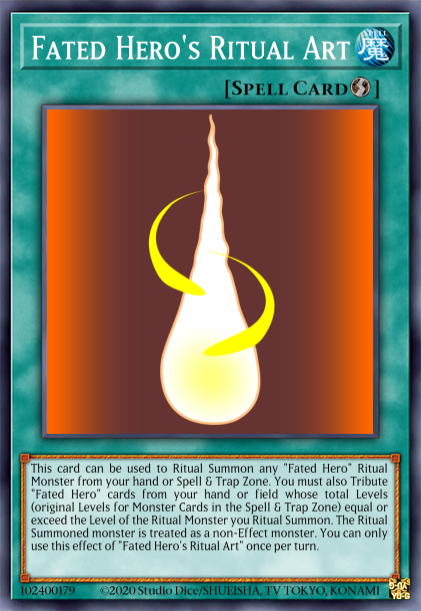 Fated Hero's Ritual Art
SPELL
魔
[Spell Card]
This card can be used to Ritual Summon any "Fated Hero" Ritual
Monster from your hand or Spell & Trap Zone. You must also Tribute
"Fated Hero" cards from your hand or field whose total Levels
(original Levels for Monster Cards in the Spell & Trap Zone) equal or
exceed the Level of the Ritual Monster you Ritual Summon. The Ritual
Summoned monster is treated as a non-Effect monster. You can only
use this effect of "Fated Hero's Ritual Art" once per turn.
102400179 ©2020 Studio Dice/SHUEISHA, TV TOKYO, KONAMI